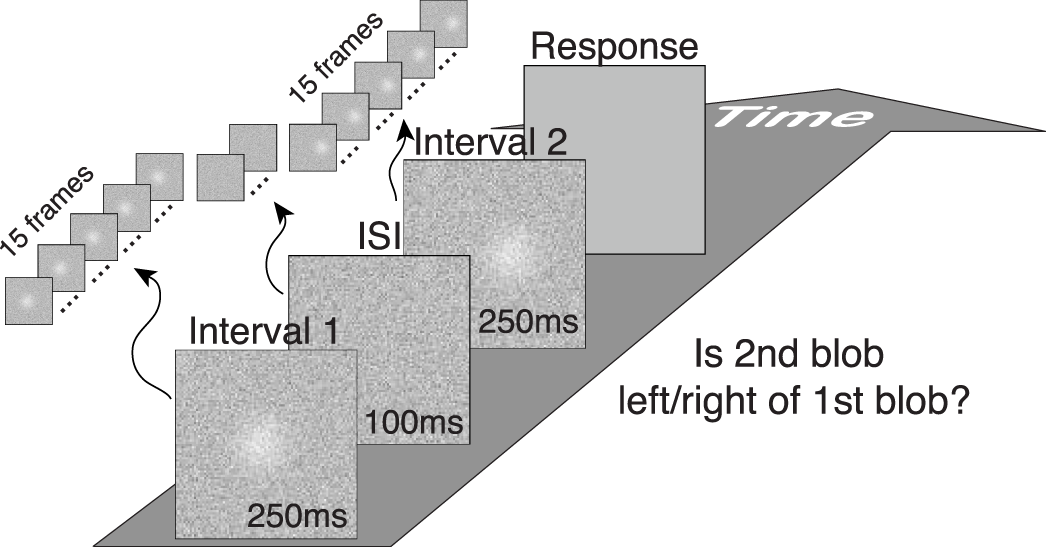 15 frames
15 frames
Response
Time
Interval 2
ISI
250ms
Interval 1
100ms
250ms
Is 2nd blob
left/right of 1st blob?